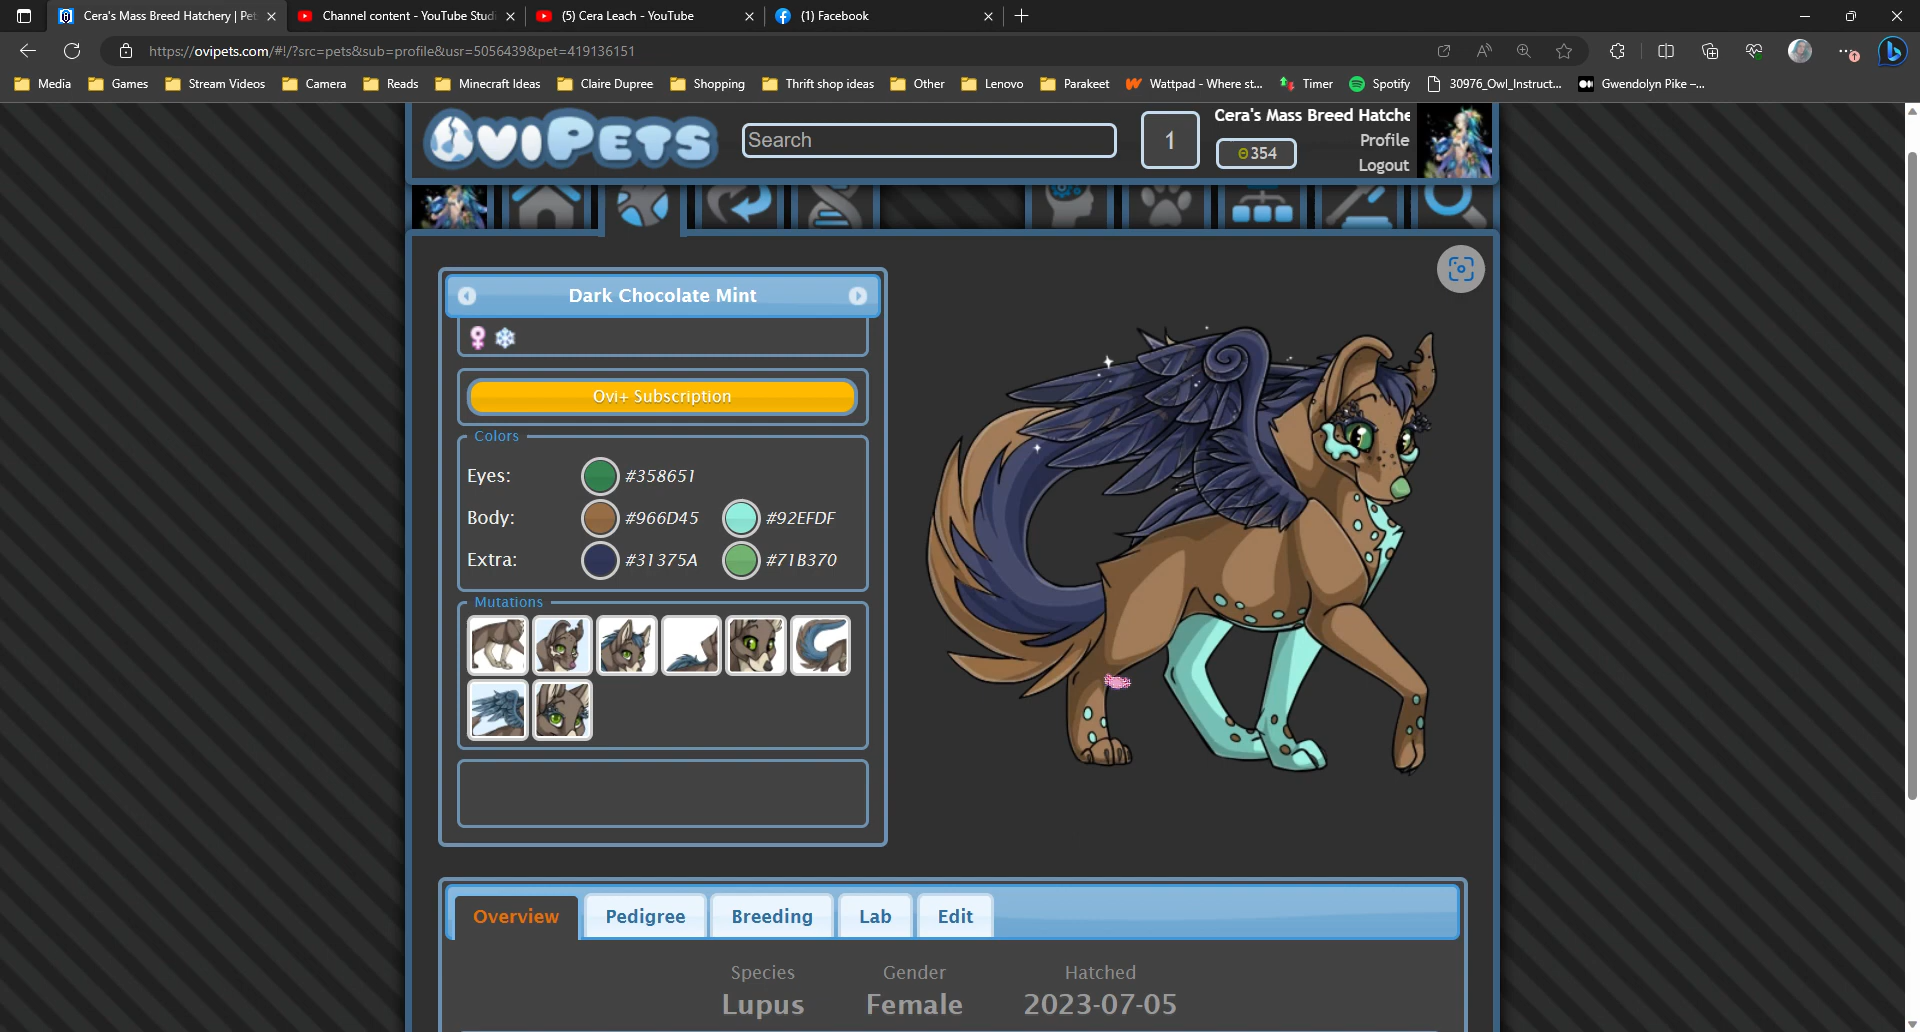 Cera's Mass Breed Hatchery | Pet
Channel content - YouTube Studi
(5) Cera Leach - YouTube
(1) Facebook
https://ovipets.com/#!/?src=pets&sub=profile&usr=5056439&pet=419136151
Media
Games
Stream Videos
Camera
Reads
Minecraft Ideas
Claire Dupree
Shopping
Thrift shop ideas
Other
Lenovo
Parakeet
Wattpad - Where st...
Timer
Spotify
30976_Owl_Instruct...
Gwendolyn Pike –...
OviPets
Search
1
Cera's Mass Breed Hatche
354
Profile
Logout
Dark Chocolate Mint
Ovi+ Subscription
Colors
Eyes: #358651
Body: #966D45 #92EFDF
Extra: #31375A #71B370
Mutations
Overview
Pedigree
Breeding
Lab
Edit
Species Gender Hatched
Lupus Female 2023-07-05